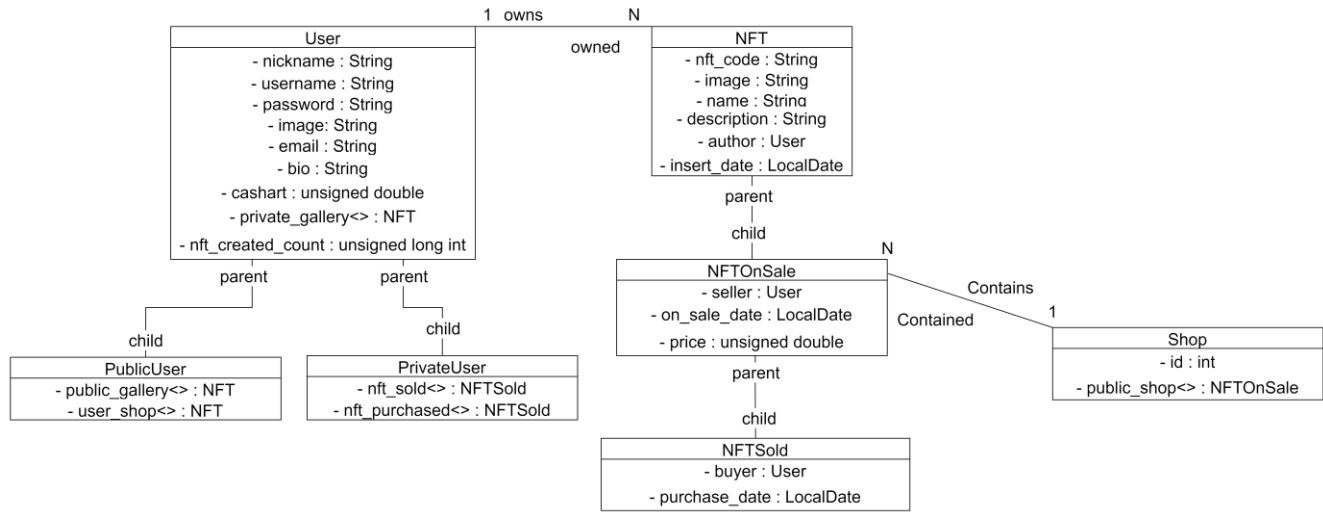 1 owns N
owned
User
- nickname : String
- username : String
- password : String
- image: String
- email : String
- bio : String
- cashart : unsigned double
- private_gallery<> : NFT
- nft_created_count : unsigned long int
NFT
- nft_code : String
- image : String
- name : String
- description : String
- author : User
- insert_date : LocalDate
parent
parent
child
child
PublicUser
- public_gallery<> : NFT
- user_shop<> : NFT
PrivateUser
- nft_sold<> : NFTSold
- nft_purchased<> : NFTSold
parent
child
NFTOnSale
- seller : User
- on_sale_date : LocalDate
- price : unsigned double
N
Contains
Contained
1
Shop
- id : int
- public_shop<> : NFTOnSale
parent
child
NFTSold
- buyer : User
- purchase_date : LocalDate